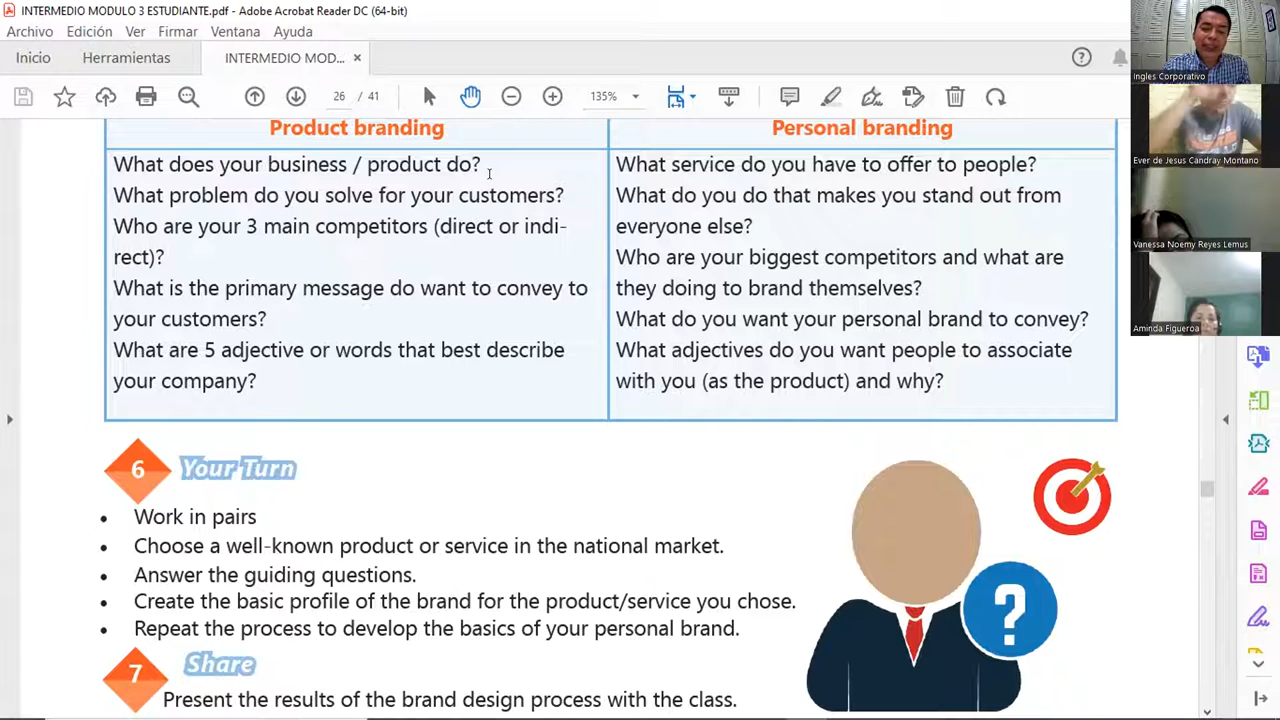 INTERMEDIO MODULO 3 ESTUDIANTE.pdf - Adobe Acrobat Reader DC (64-bit)
Archivo Edición Ver Firmar Ventana Ayuda
Inicio Herramientas INTERMEDIO MOD... ×
26 / 41 135%
Product branding
What does your business / product do?
What problem do you solve for your customers?
Who are your 3 main competitors (direct or indi-
rect)?
What is the primary message do want to convey to
your customers?
What are 5 adjective or words that best describe
your company?
Personal branding
What service do you have to offer to people?
What do you do that makes you stand out from
everyone else?
Who are your biggest competitors and what are
they doing to brand themselves?
What do you want your personal brand to convey?
What adjectives do you want people to associate
with you (as the product) and why?
6 Your Turn
• Work in pairs
• Choose a well-known product or service in the national market.
• Answer the guiding questions.
• Create the basic profile of the brand for the product/service you chose.
• Repeat the process to develop the basics of your personal brand.
?
7 Share
Present the results of the brand design process with the class.
Ingles Corporativo
Ever de Jesus Candray Montano
Vanessa Noemy Reyes Lemus
Aminda Figueroa